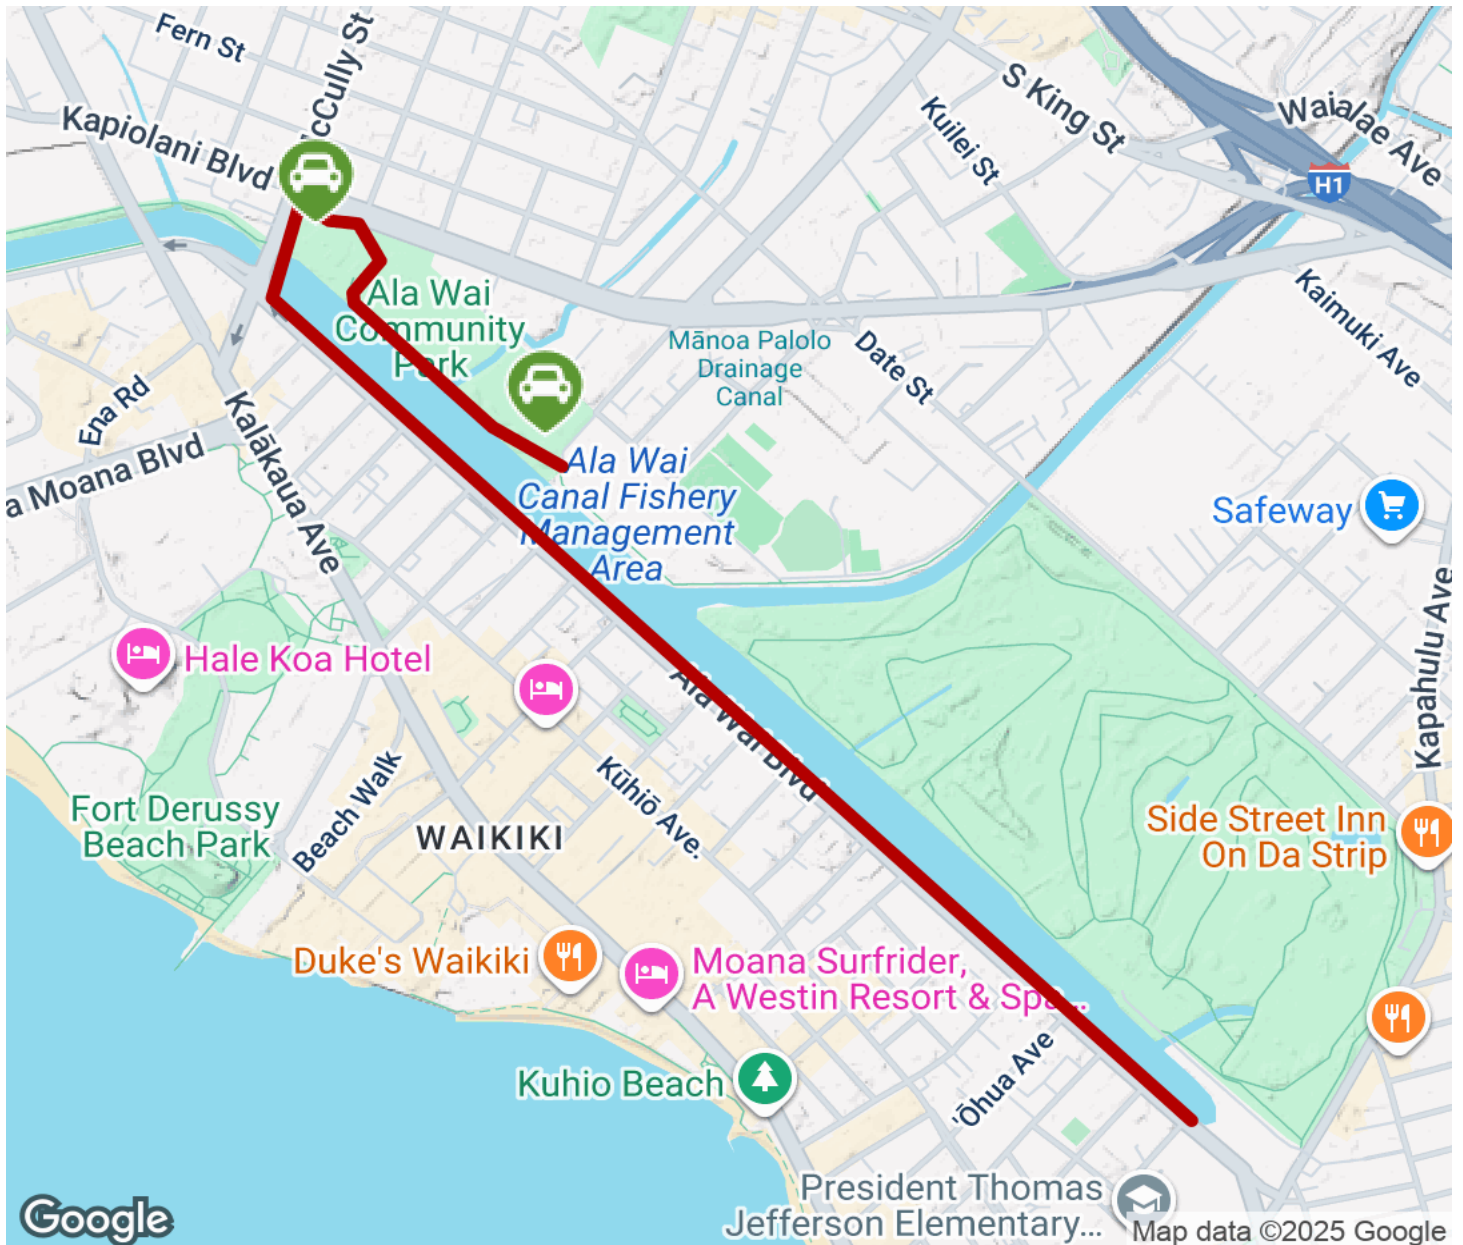 Fern St
McCully St
Kapiolani Blvd
S King St
Waialae Ave
Kuilei St
H1
Kaimuki Ave
Ala Wai
Community
Park
Mānoa Palolo
Drainage
Canal
Date St
Ena Rd
a Moana Blvd
Kalākaua Ave
Ala Wai
Canal Fishery
Management
Area
Safeway
Kapahulu Ave
Hale Koa Hotel
Ala Wai Blvd
Kūhiō Ave.
Beach Walk
Fort Derussy
Beach Park
WAIKIKI
Side Street Inn
On Da Strip
Duke's Waikiki
Moana Surfrider,
A Westin Resort & Spa...
Kuhio Beach
'Ōhua Ave
President Thomas
Jefferson Elementary...
Google
Map data ©2025 Google